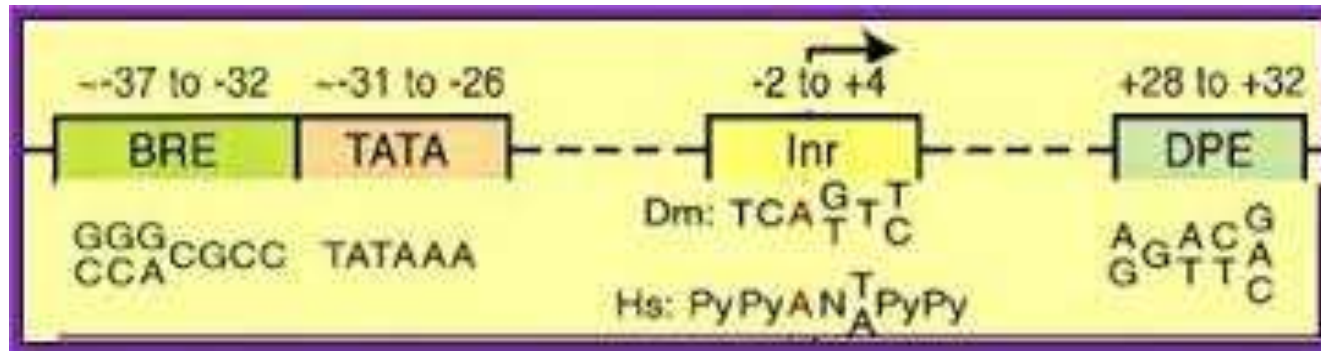 ~-37 to -32 ~-31 to -26 -2 to +4 +28 to +32
BRE TATA Inr DPE
GGG
CCA CGCC
TATAAA
Dm: TCA G/T T T/C
Hs: PyPyAN T/A PyPy
A/G G A/T C/T G/A/C